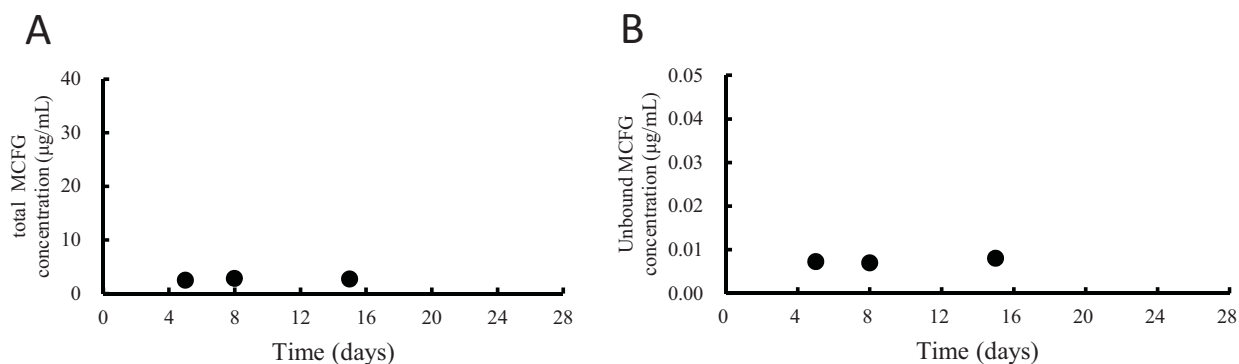 A
total MCFG
concentration (μg/mL)
40
30
20
10
0
0 4 8 12 16 20 24 28
Time (days)
B
Unbound MCFG
concentration (μg/mL)
0.05
0.04
0.03
0.02
0.01
0.00
0 4 8 12 16 20 24 28
Time (days)